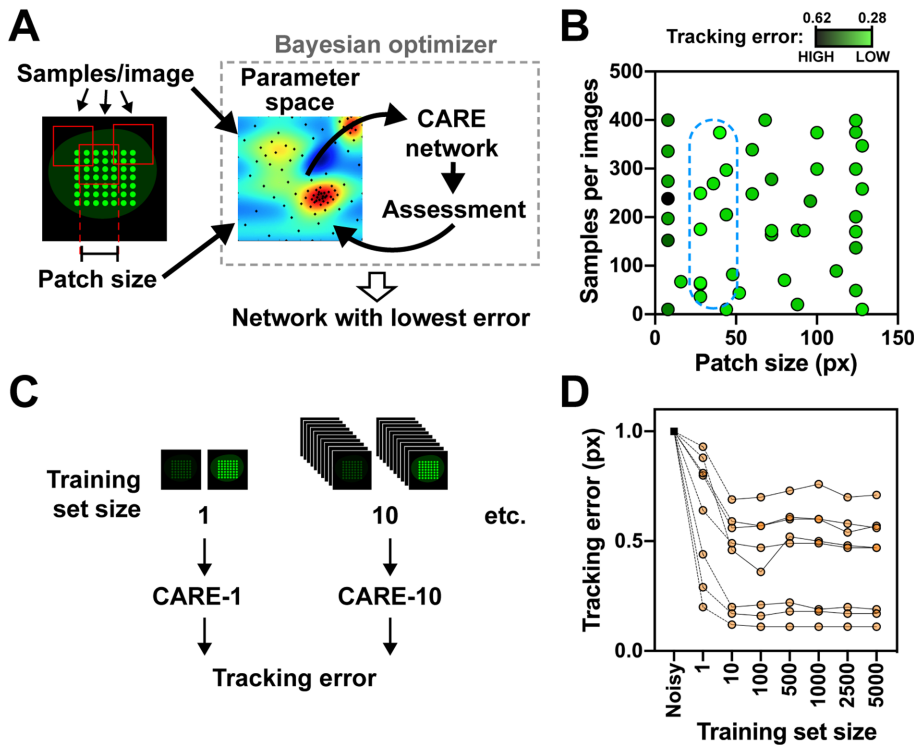 A
Bayesian optimizer
Samples/image
Parameter
space
CARE
network
Assessment
Patch size
Network with lowest error
B
0.62
0.28
Tracking error:
HIGH
LOW
500
400
300
200
100
0
Samples per images
0
50
100
150
Patch size (px)
C
Training
set size
1
10
etc.
CARE-1
CARE-10
Tracking error
D
1.0
0.5
0.0
Tracking error (px)
Noisy
1
10
100
500
1000
2500
5000
Training set size